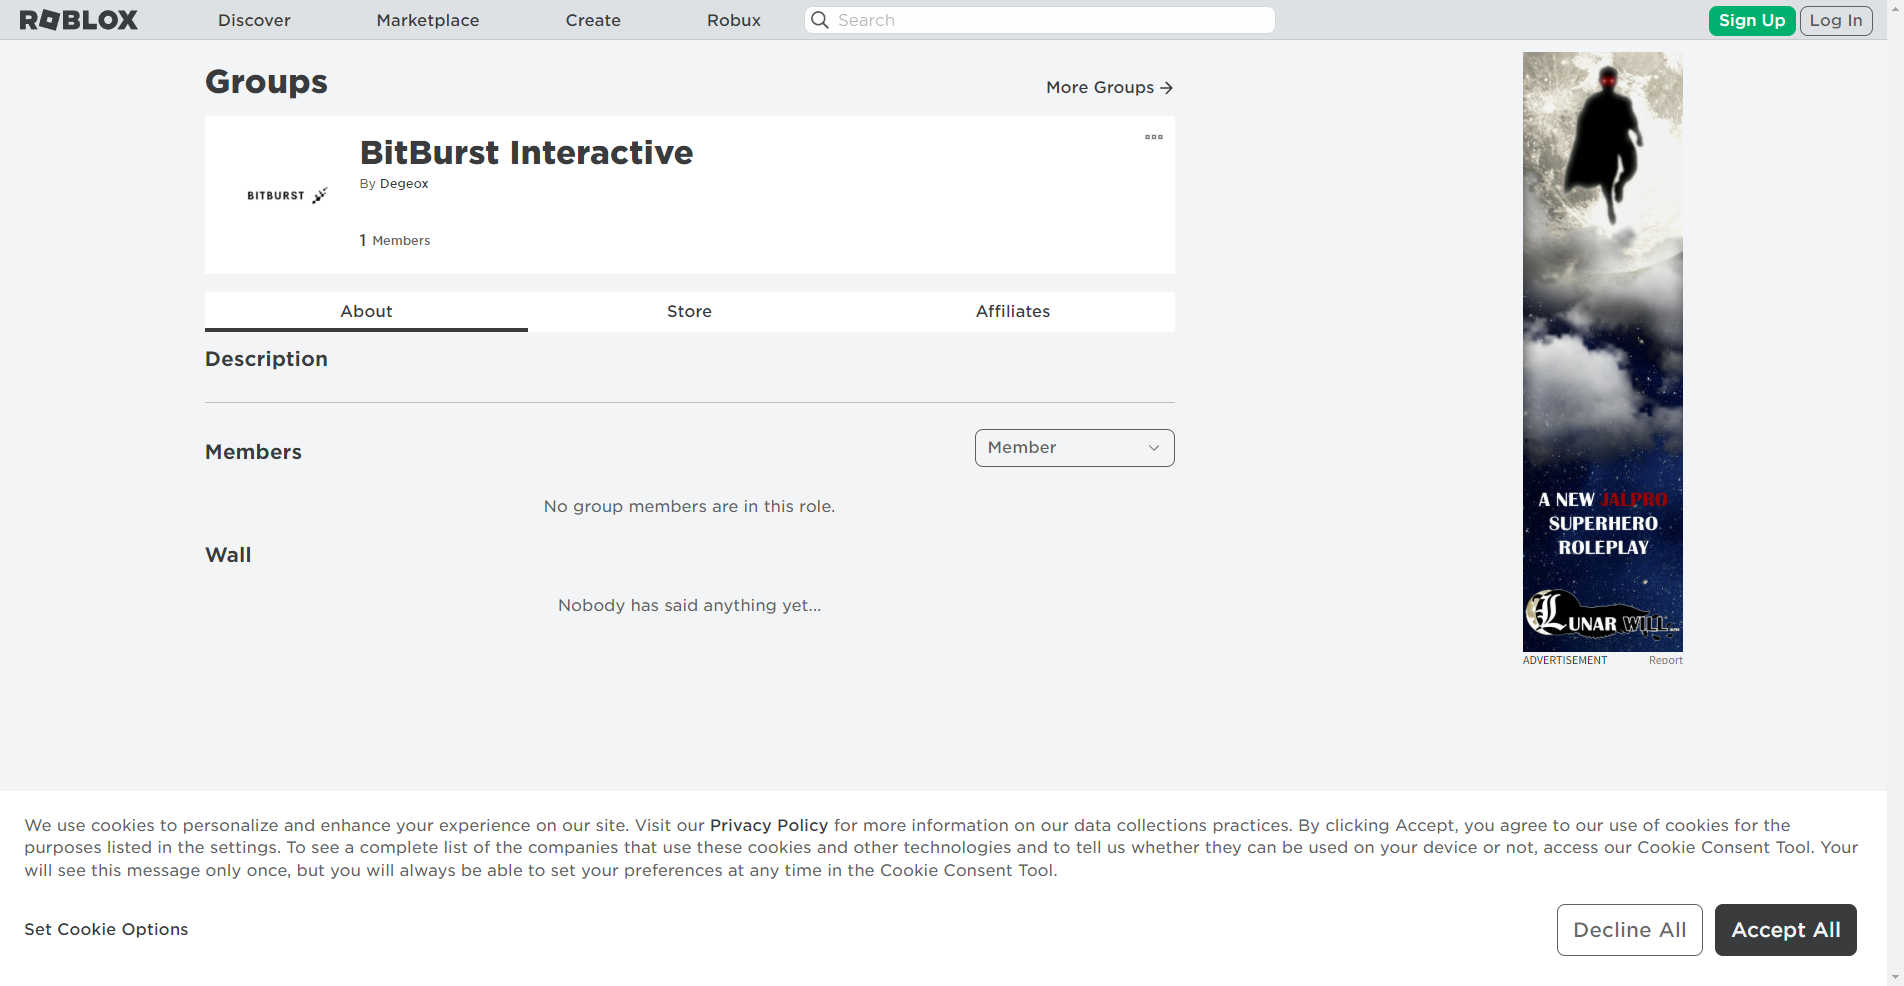 ROBLOX
Discover
Marketplace
Create
Robux
Search
Sign Up
Log In
Groups
More Groups
BITBURST
BitBurst Interactive
By Degeox
1 Members
About
Store
Affiliates
Description
Members
Member
No group members are in this role.
Wall
Nobody has said anything yet...
A NEW JAILPRO
SUPERHERO
ROLEPLAY
LUNAR WILL
ADVERTISEMENT
Report
We use cookies to personalize and enhance your experience on our site. Visit our Privacy Policy for more information on our data collections practices. By clicking Accept, you agree to our use of cookies for the
purposes listed in the settings. To see a complete list of the companies that use these cookies and other technologies and to tell us whether they can be used on your device or not, access our Cookie Consent Tool. Your
will see this message only once, but you will always be able to set your preferences at any time in the Cookie Consent Tool.
Set Cookie Options
Decline All
Accept All